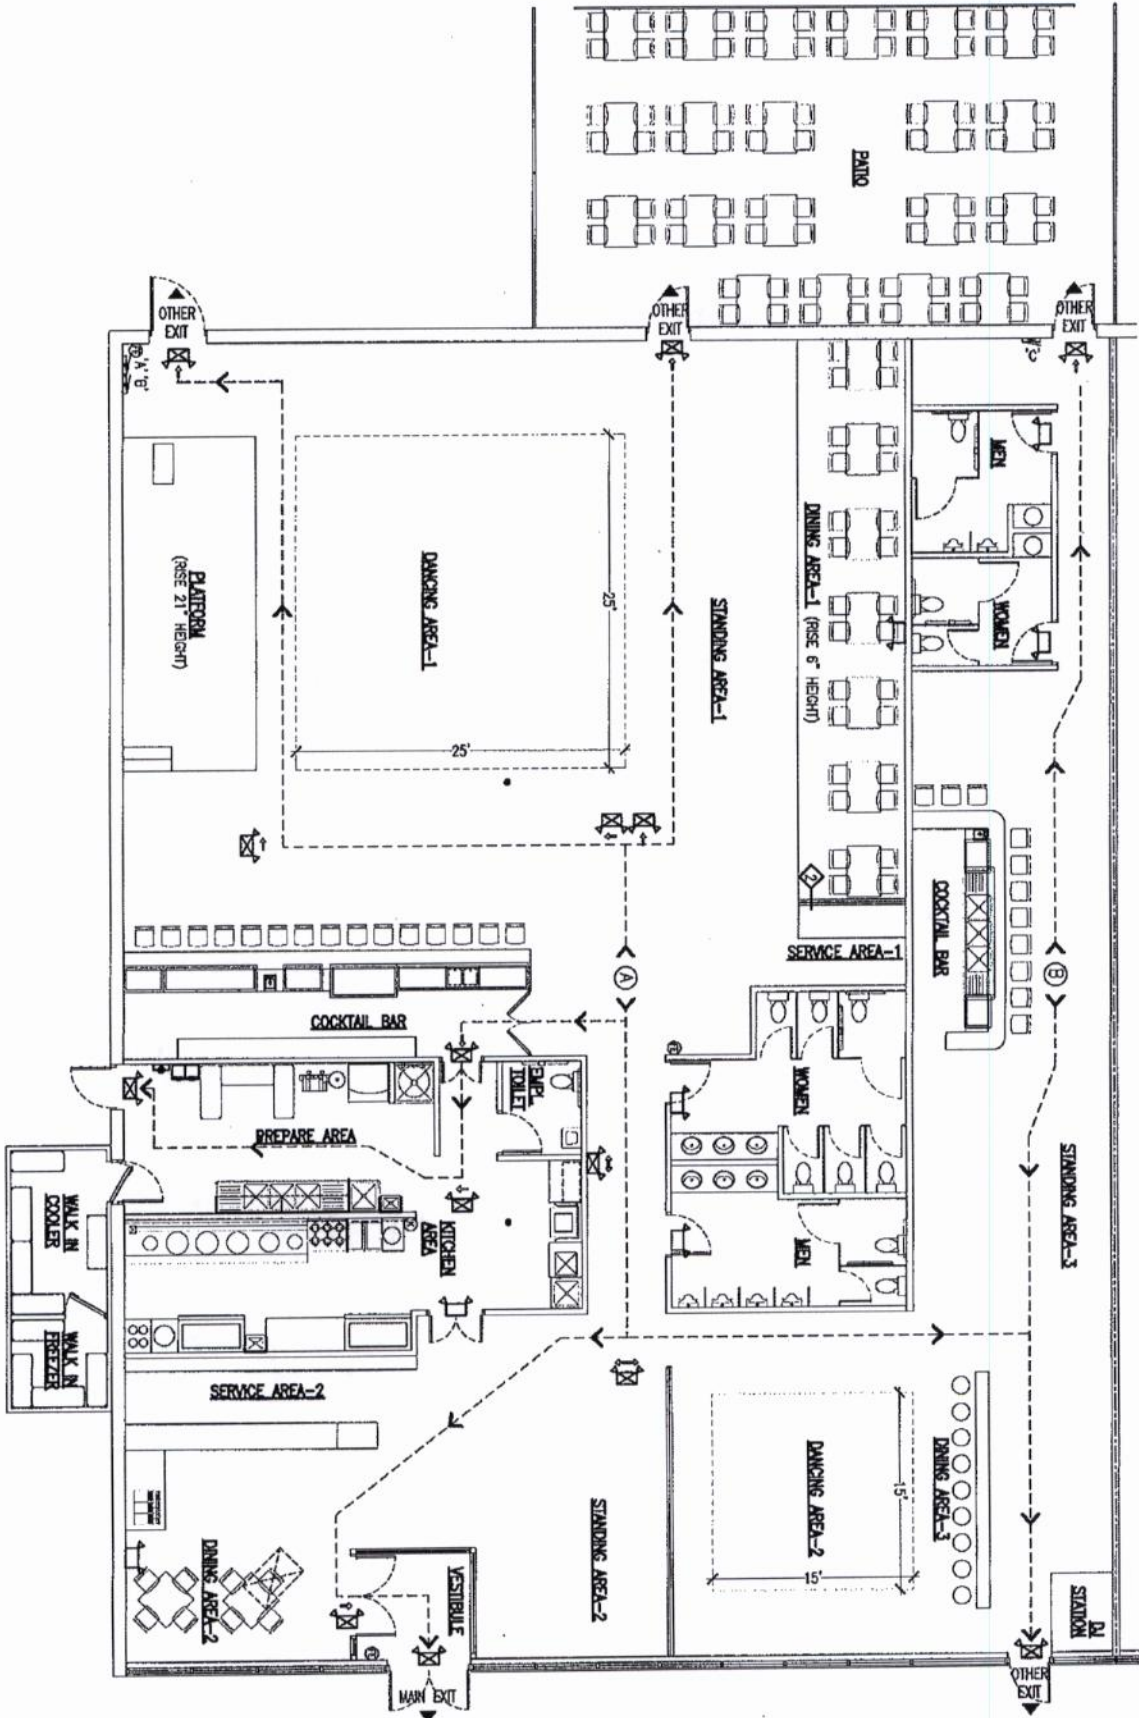 PATIO
OTHER
EXIT
OTHER
EXIT
OTHER
EXIT
'A' 'B'
'C'
MEN
WOMEN
DINING AREA-1 (RISE 6" HEIGHT)
STANDING AREA-1
DANCING AREA-1
25'
25'
PLATFORM
(RISE 21" HEIGHT)
2
SERVICE AREA-1
COCKTAIL BAR
B
A
COCKTAIL BAR
EMPL
TOILET
WOMEN
STANDING AREA-3
PREPARE AREA
KITCHEN
AREA
MEN
WALK IN
COOLER
WALK IN
FREEZER
SERVICE AREA-2
DANCING AREA-2
15'
15'
DINING AREA-3
STANDING AREA-2
DINING AREA-2
VESTIBULE
DJ
STATION
MAIN EXIT
OTHER
EXIT